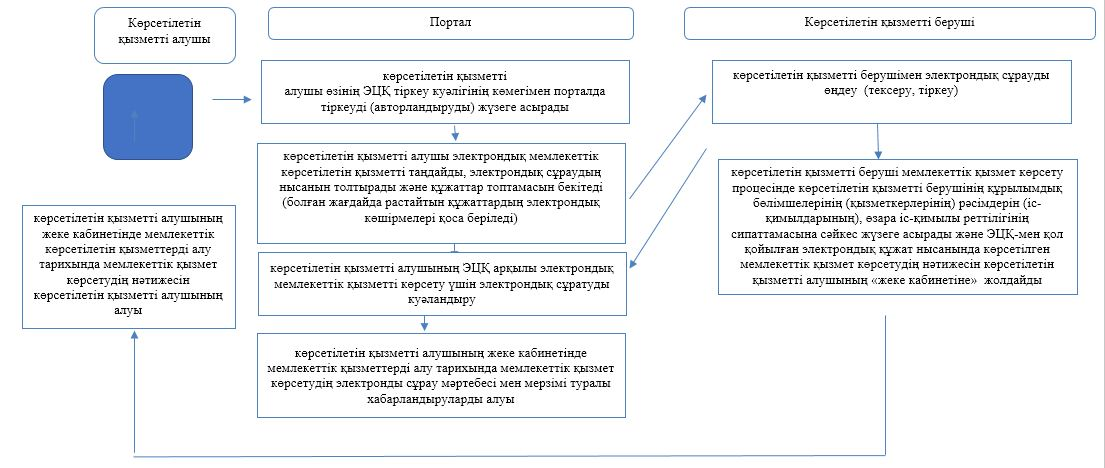 Көрсетілетін
қызметті алушы
Портал
Көрсетілетін қызметті беруші
көрсетілетін қызметті
алушы өзінің ЭЦҚ тіркеу куәлігінің көмегімен порталда
тіркеуді (авторландыруды) жүзеге асырады
көрсетілетін қызметті алушы электрондық мемлекеттік
көрсетілетін қызметті таңдайды, электрондық сұраудың
нысанын толтырады және құжаттар топтамасын бекітеді
(болған жағдайда растайтын құжаттардың электрондық
көшірмелері қоса беріледі)
көрсетілетін қызметті алушының ЭЦҚ арқылы электрондық
мемлекеттік қызметті көрсету үшін электрондық сұратуды
куәландыру
көрсетілетін қызметті алушының жеке кабинетінде
мемлекеттік қызметтерді алу тарихында мемлекеттік қызмет
көрсетудің электронды сұрау мәртебесі мен мерзімі туралы
хабарландыруларды алуы
көрсетілетін қызметті берушімен электрондық сұрауды
өңдеу (тексеру, тіркеу)
көрсетілетін қызметті беруші мемлекеттік қызмет көрсету
процесінде көрсетілетін қызметті берушінің құрылымдық
бөлімшелерінің (қызметкерлерінің) рәсімдерін (іс-
қимылдарының), өзара іс-қимылы реттілігінің
сипаттамасына сәйкес жүзеге асырады және ЭЦҚ-мен қол
қойылған электрондық құжат нысанында көрсетілген
мемлекеттік қызмет көрсетудің нәтижесін көрсетілетін
қызметті алушының «жеке кабинетіне» жолдайды
көрсетілетін қызметті алушының
жеке кабинетінде мемлекеттік
көрсетілетін қызметтерді алу
тарихында мемлекеттік қызмет
көрсетудің нәтижесін
көрсетілетін қызметті алушының
алуы